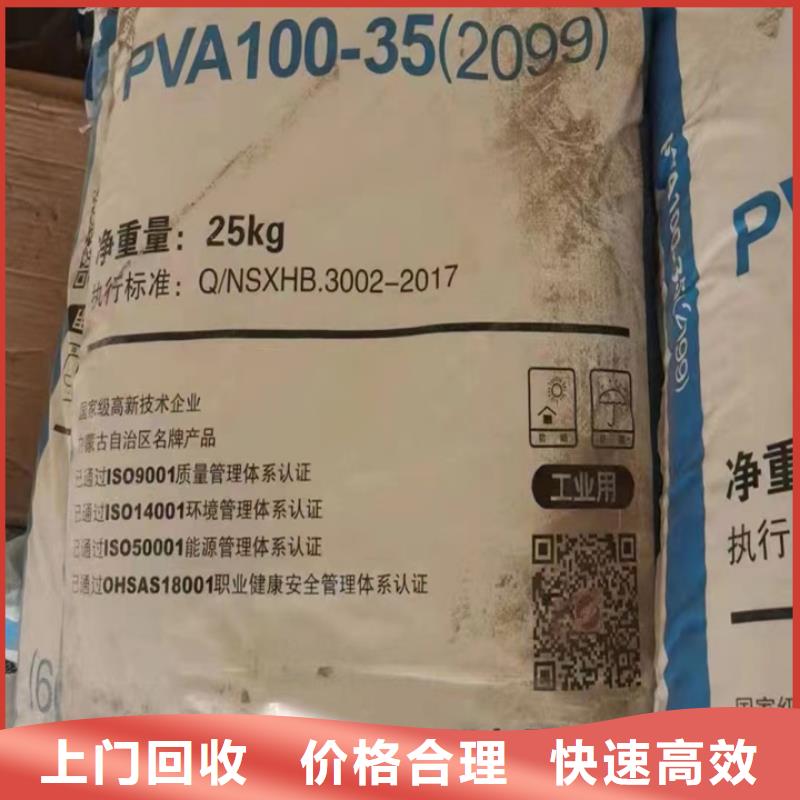 PVA100-35(2099)
净重量: 25kg
执行标准: Q/NSXHB.3002-2017
国家级高新技术企业
内蒙古自治区名牌产品
已通过ISO9001质量管理体系认证
已通过ISO14001环境管理体系认证
已通过ISO50001能源管理体系认证
已通过OHSAS18001职业健康安全管理体系认证
工业用
PV
净重
执行
上门回收 价格合理 快速高效